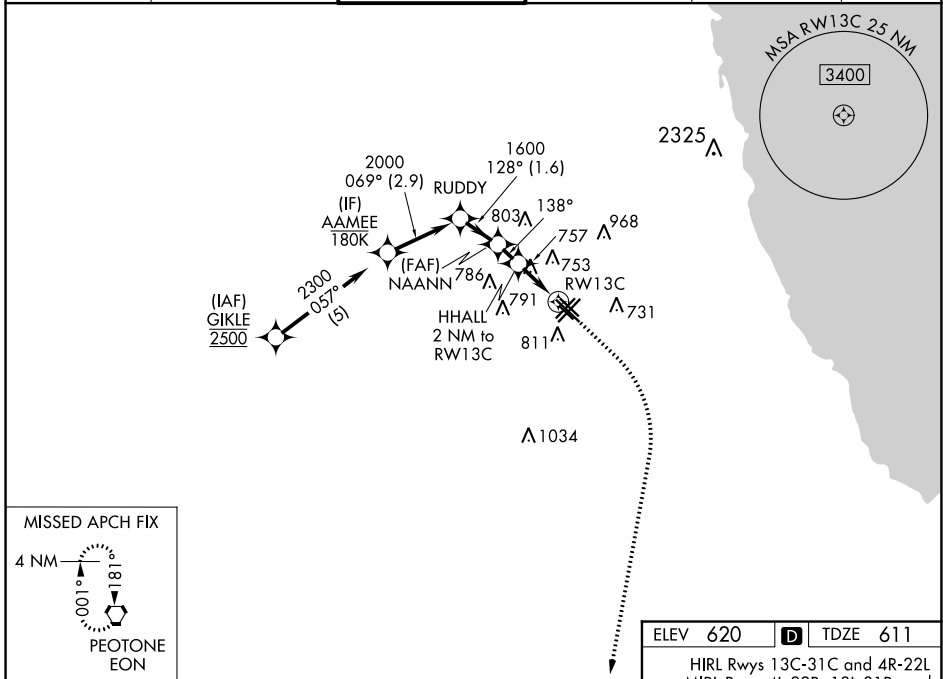 MSA RW13C 25 NM
3400
2325
1600
128° (1.6)
2000
069° (2.9)
RUDDY
(IF)
AAMEE
180K
803
138°
968
757
753
(FAF)
NAANN
786
2300
057°
(5)
RW13C
(IAF)
GIKLE
2500
791
731
HHALL
2 NM to
RW13C
811
1034
MISSED APCH FIX
4 NM
001°
181°
PEOTONE
EON
ELEV 620
D
TDZE 611
HIRL Rwys 13C-31C and 4R-22L